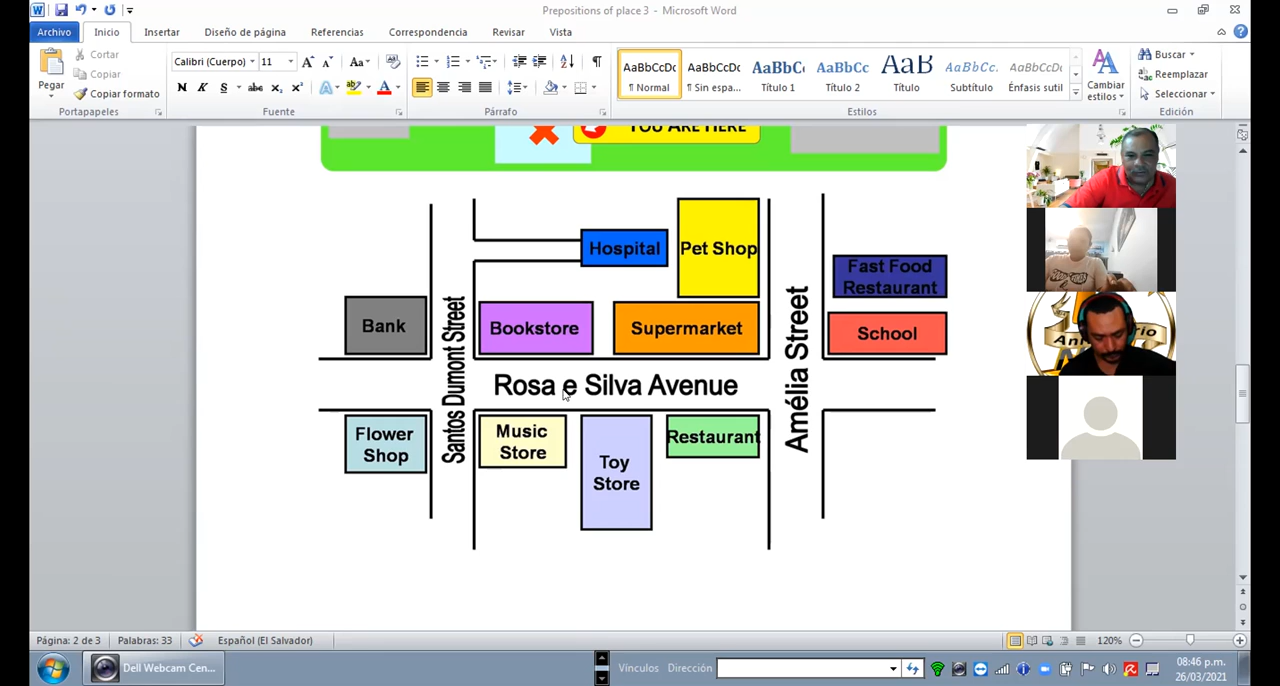 Prepositions of place 3 - Microsoft Word
Archivo Inicio Insertar Diseño de página Referencias Correspondencia Revisar Vista
Pegar
Cortar
Copiar
Copiar formato
Portapapeles
Calibri (Cuerpo) 11
Fuente
Párrafo
AaBbCcDc AaBbCcDc AaBbC AaBbCc AaB AaBbCc. AaBbCcDc
¶ Normal ¶ Sin espa... Título 1 Título 2 Título Subtítulo Énfasis sutil
Cambiar estilos
Estilos
Buscar
Reemplazar
Seleccionar
Edición
YOU ARE HERE
Hospital
Pet Shop
Fast Food
Restaurant
Bank
Bookstore
Supermarket
School
Santos Dumont Street
Rosa e Silva Avenue
Amélia Street
Flower
Shop
Music
Store
Toy
Store
Restaurant
Página: 2 de 3 Palabras: 33 Español (El Salvador) 120%
Dell Webcam Cen... Vínculos Dirección
08:46 p.m.
26/03/2021